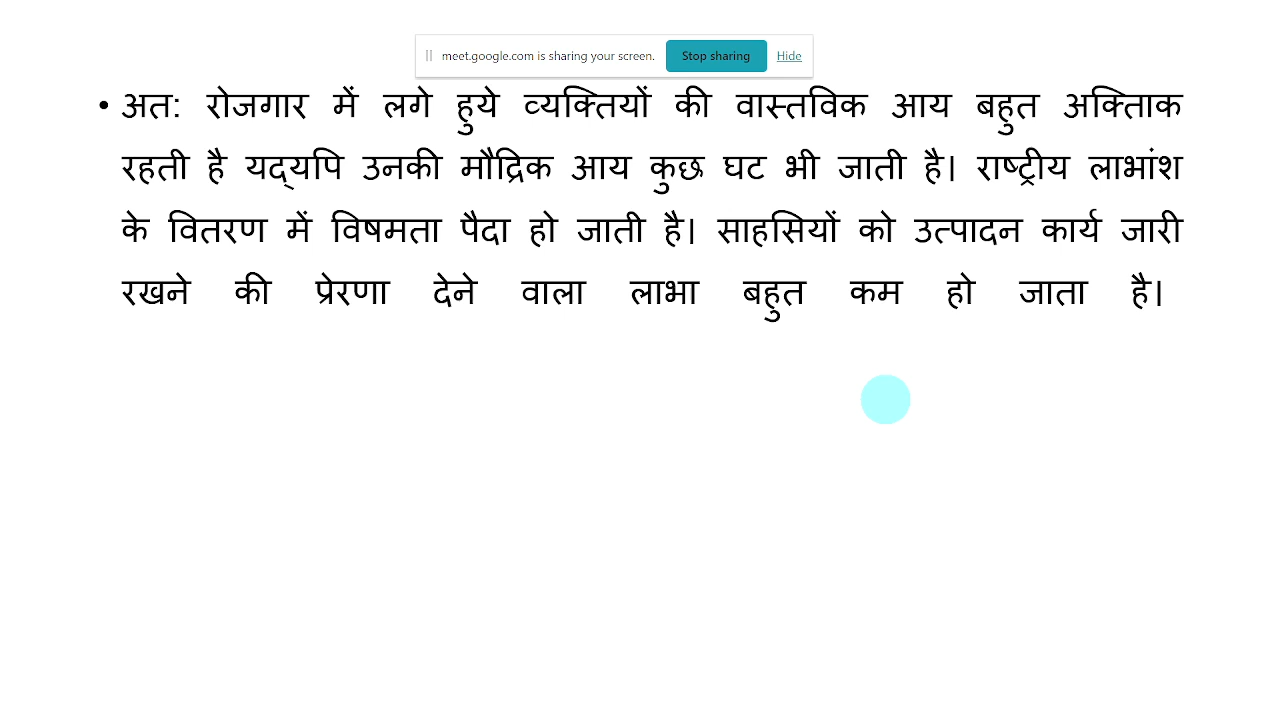 meet.google.com is sharing your screen. Stop sharing Hide
• अत: रोजगार में लगे हुये व्यक्तियों की वास्तविक आय बहुत अक्तिाक
रहती है यद्यपि उनकी मौद्रिक आय कुछ घट भी जाती है। राष्ट्रीय लाभांश
के वितरण में विषमता पैदा हो जाती है। साहसियों को उत्पादन कार्य जारी
रखने की प्रेरणा देने वाला लाभा बहुत कम हो जाता है।